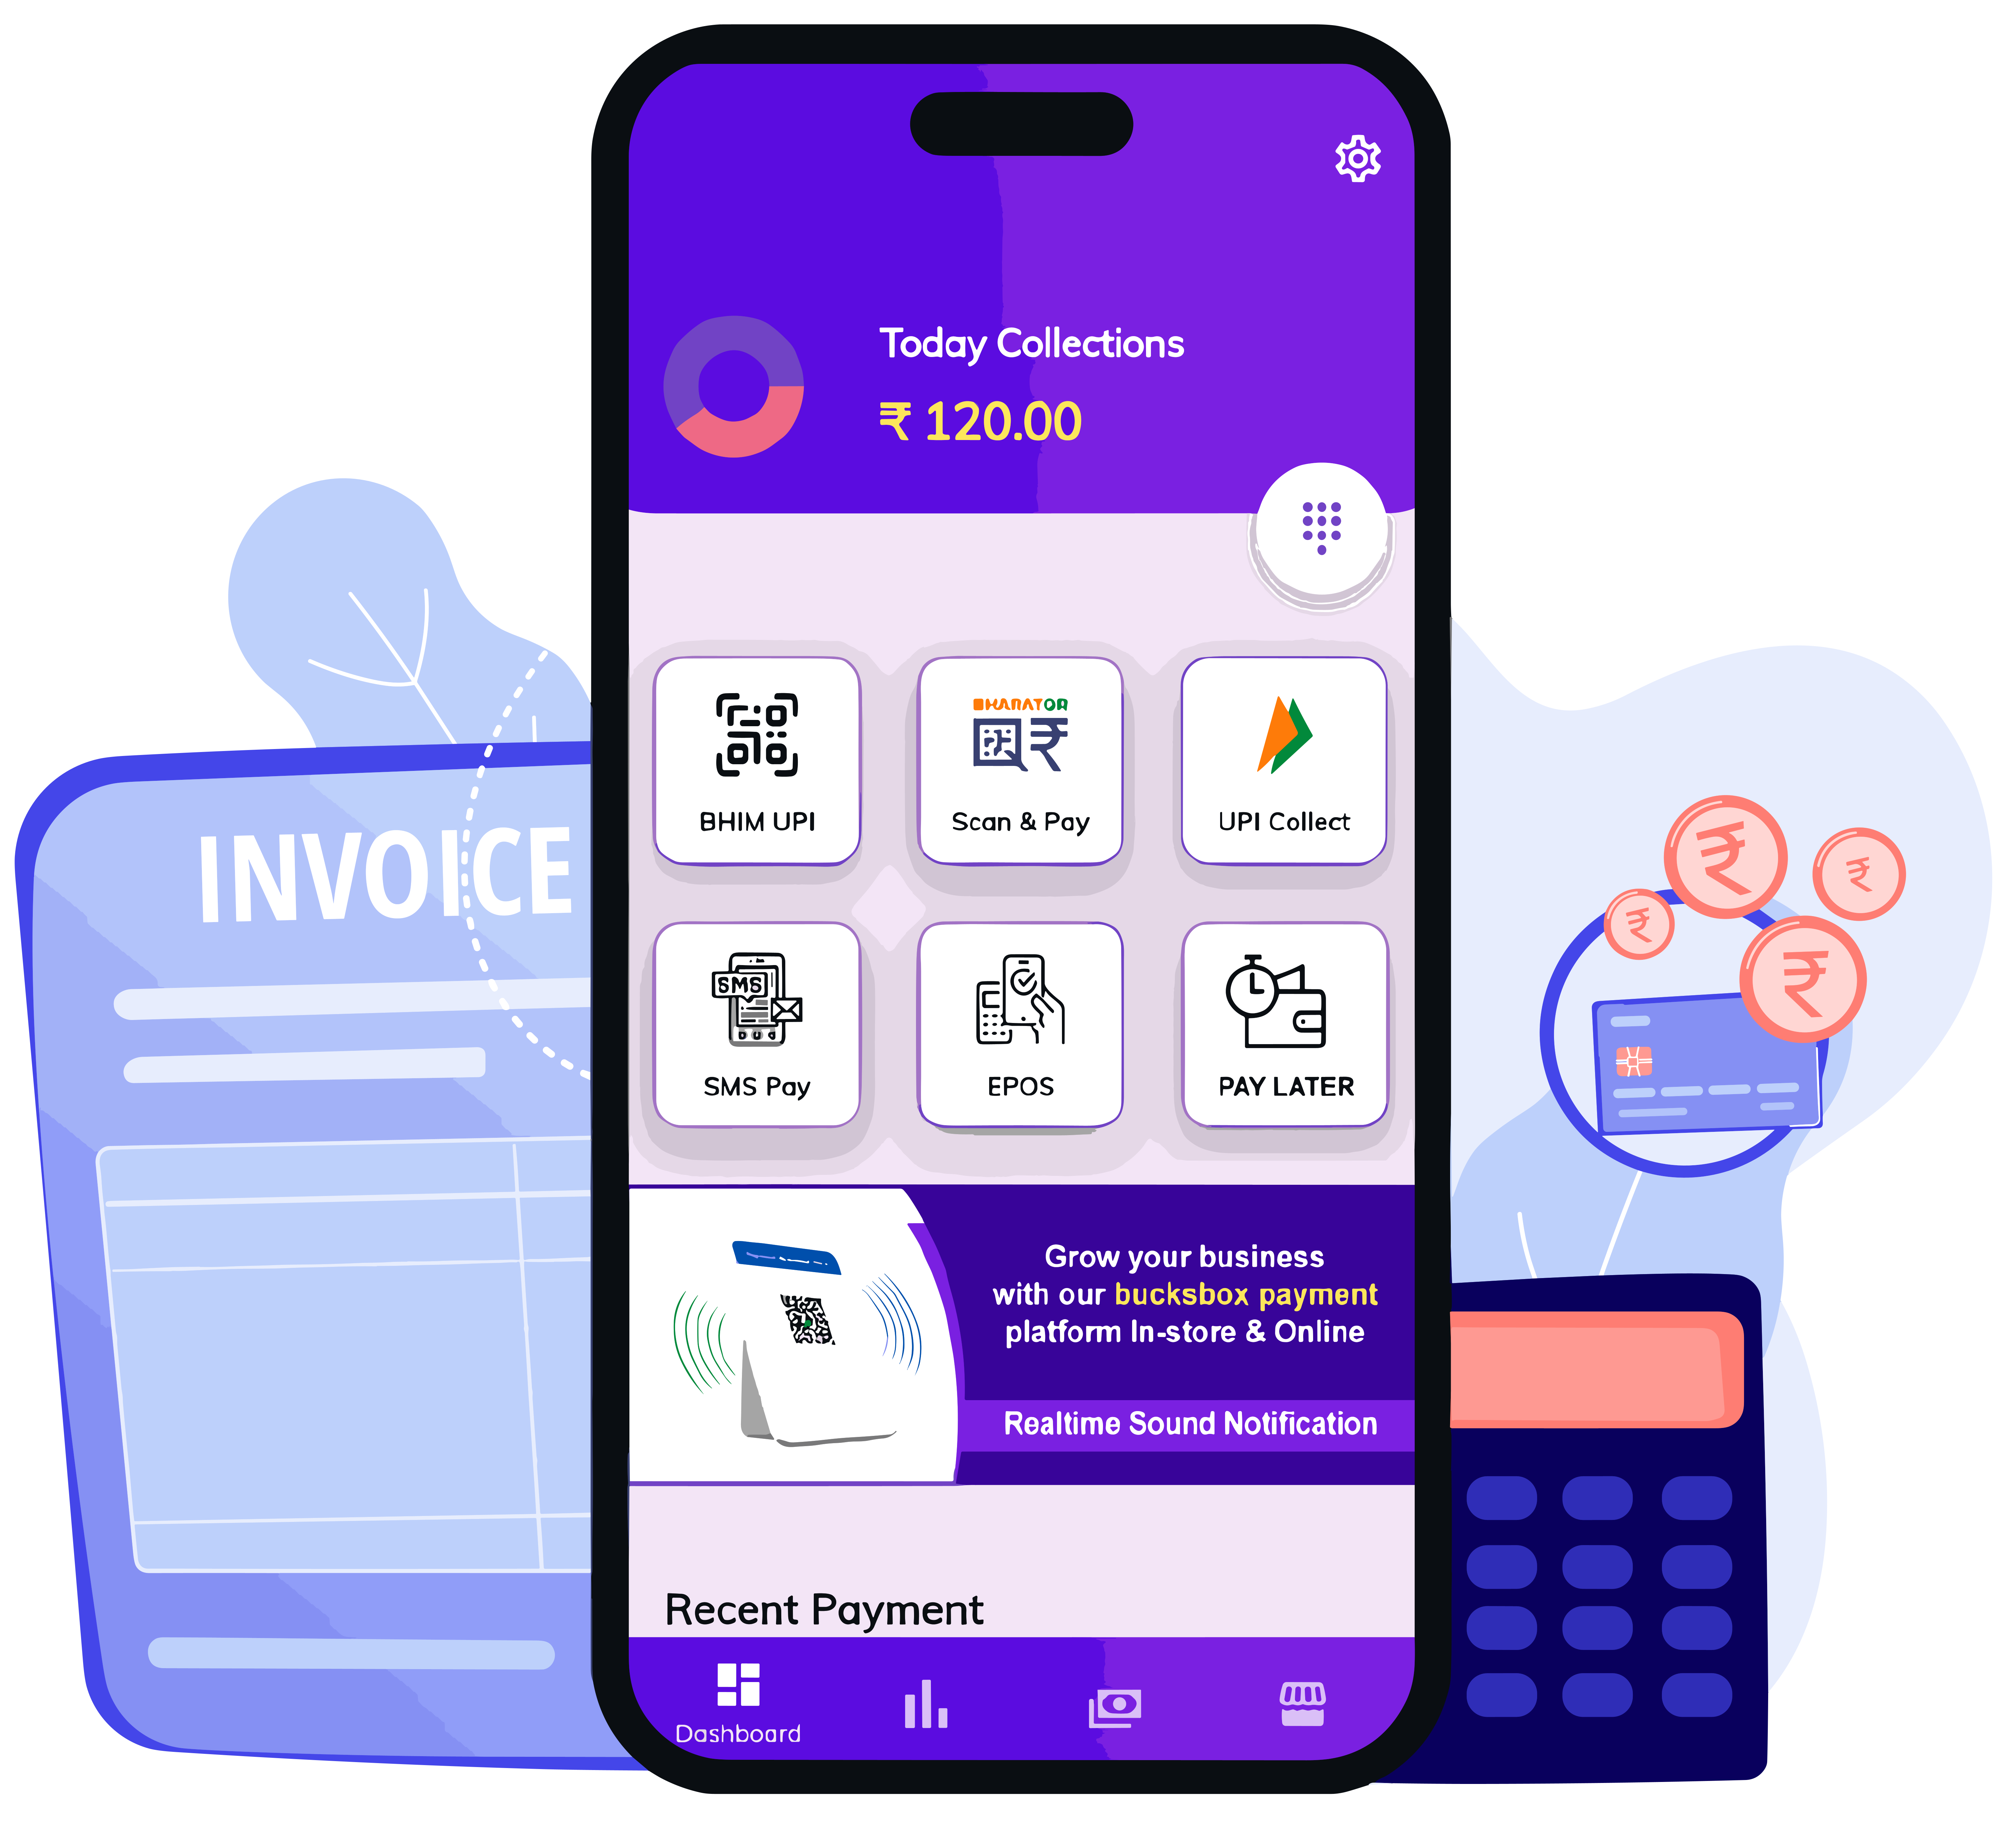 Today Collections
₹ 120.00
BHIM UPI
Scan & Pay
UPI Collect
INVOICE
SMS
SMS Pay
EPOS
PAY LATER
Grow your business
with our bucksbox payment
platform In-store & Online
Realtime Sound Notification
Recent Payment
Dashboard